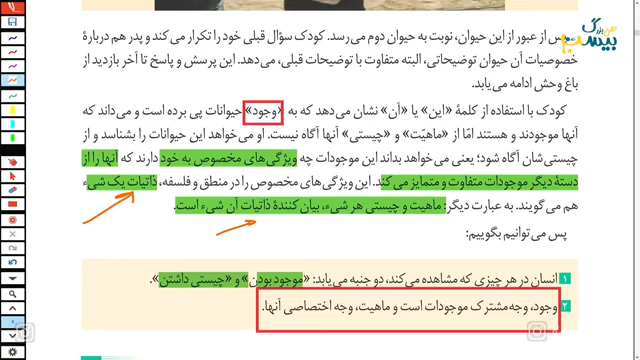 بیست
پس از عبور از این حیوان، نوبت به حیوان دوم می‌رسد. کودک سؤال قبلی خود را تکرار می‌کند و پدر هم دربارهٔ
خصوصیات آن حیوان توضیحاتی، البته متفاوت با توضیحات قبلی، می‌دهد. این پرسش و پاسخ تا آخر بازدید از
باغ وحش ادامه می‌یابد.
کودک با استفاده از کلمهٔ «این» یا «آن» نشان می‌دهد که به «وجود» حیوانات پی برده است و می‌داند که
آنها موجودند و هستند امّا از «ماهیّت» و «چیستی» آنها آگاه نیست. او می‌خواهد این حیوانات را بشناسد و از
چیستی‌شان آگاه شود؛ یعنی می‌خواهد بداند این موجودات چه ویژگی‌های مخصوص به خود دارند که آنها را از
دستهٔ دیگر موجودات متفاوت و متمایز می‌کند. این ویژگی‌های مخصوص را در منطق و فلسفه، ذاتیات یک شیء
هم می‌گویند. به عبارت دیگر: ماهیت و چیستی هر شیء، بیان کنندهٔ ذاتیات آن شیء است.
پس می‌توانیم بگوییم:
۱ انسان در هر چیزی که مشاهده می‌کند، دو جنبه می‌یابد: «موجود بودن» و «چیستی داشتن».
۲ وجود، وجه مشترک موجودات است و ماهیت، وجه اختصاصی آنها.